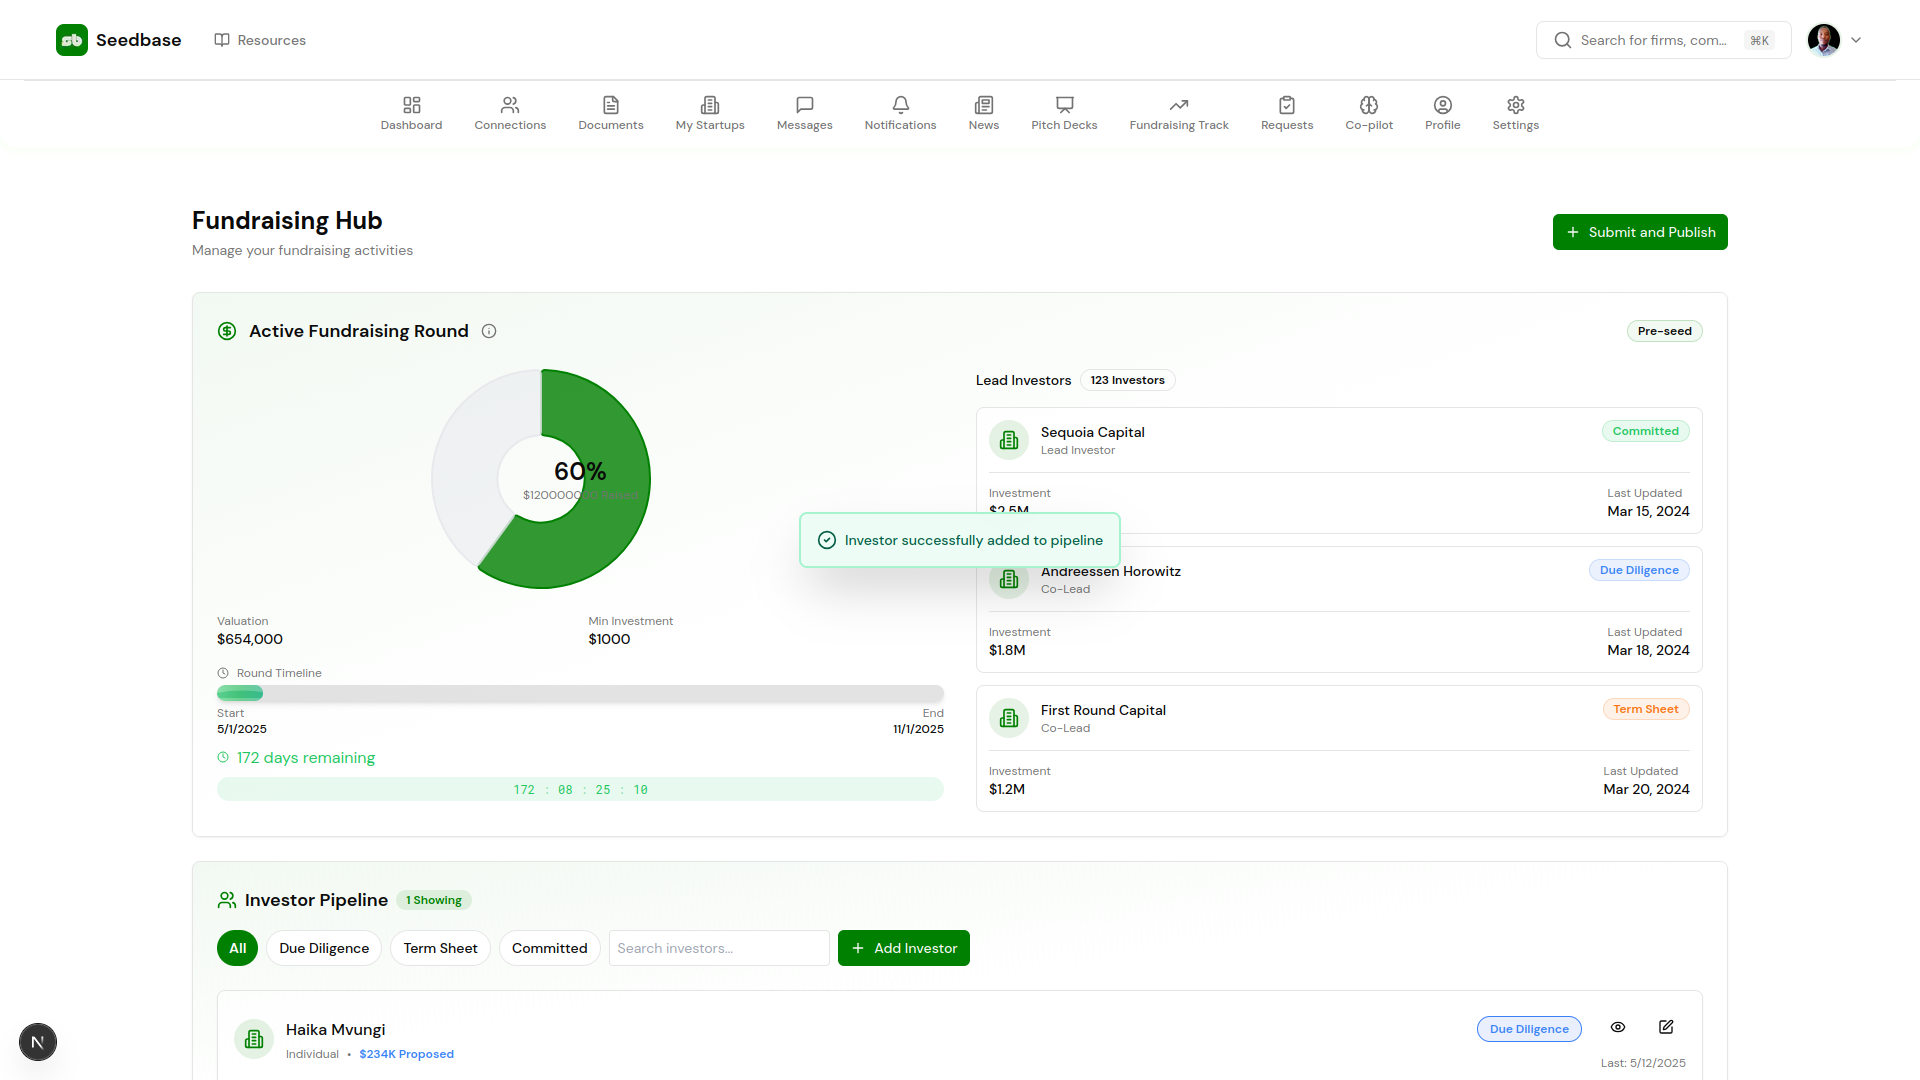 Seedbase
Resources
Search for firms, com...
⌘K
Dashboard
Connections
Documents
My Startups
Messages
Notifications
News
Pitch Decks
Fundraising Track
Requests
Co-pilot
Profile
Settings
Fundraising Hub
Manage your fundraising activities
Submit and Publish
Active Fundraising Round
Pre-seed
60%
$1200000
Valuation
$654,000
Min Investment
$1000
Round Timeline
Start
5/1/2025
End
11/1/2025
172 days remaining
172 : 08 : 25 : 10
Lead Investors
123 Investors
Sequoia Capital
Lead Investor
Committed
Investment
$2.5M
Last Updated
Mar 15, 2024
Investor successfully added to pipeline
Andreessen Horowitz
Co-Lead
Due Diligence
Investment
$1.8M
Last Updated
Mar 18, 2024
First Round Capital
Co-Lead
Term Sheet
Investment
$1.2M
Last Updated
Mar 20, 2024
Investor Pipeline
1 Showing
All
Due Diligence
Term Sheet
Committed
Search investors...
Add Investor
Haika Mvungi
Individual • $234K Proposed
Due Diligence
Last: 5/12/2025
N